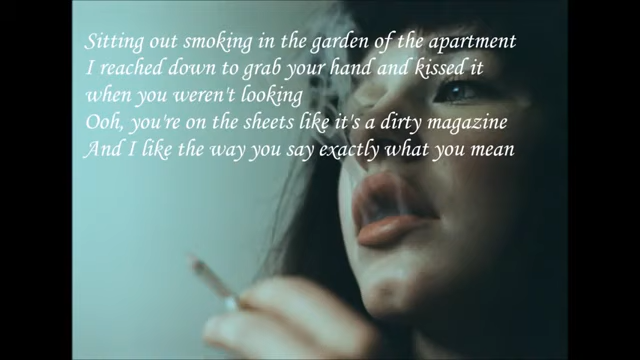 Sitting out smoking in the garden of the apartment
I reached down to grab your hand and kissed it
when you weren't looking
Ooh, you're on the sheets like it's a dirty magazine
And I like the way you say exactly what you mean